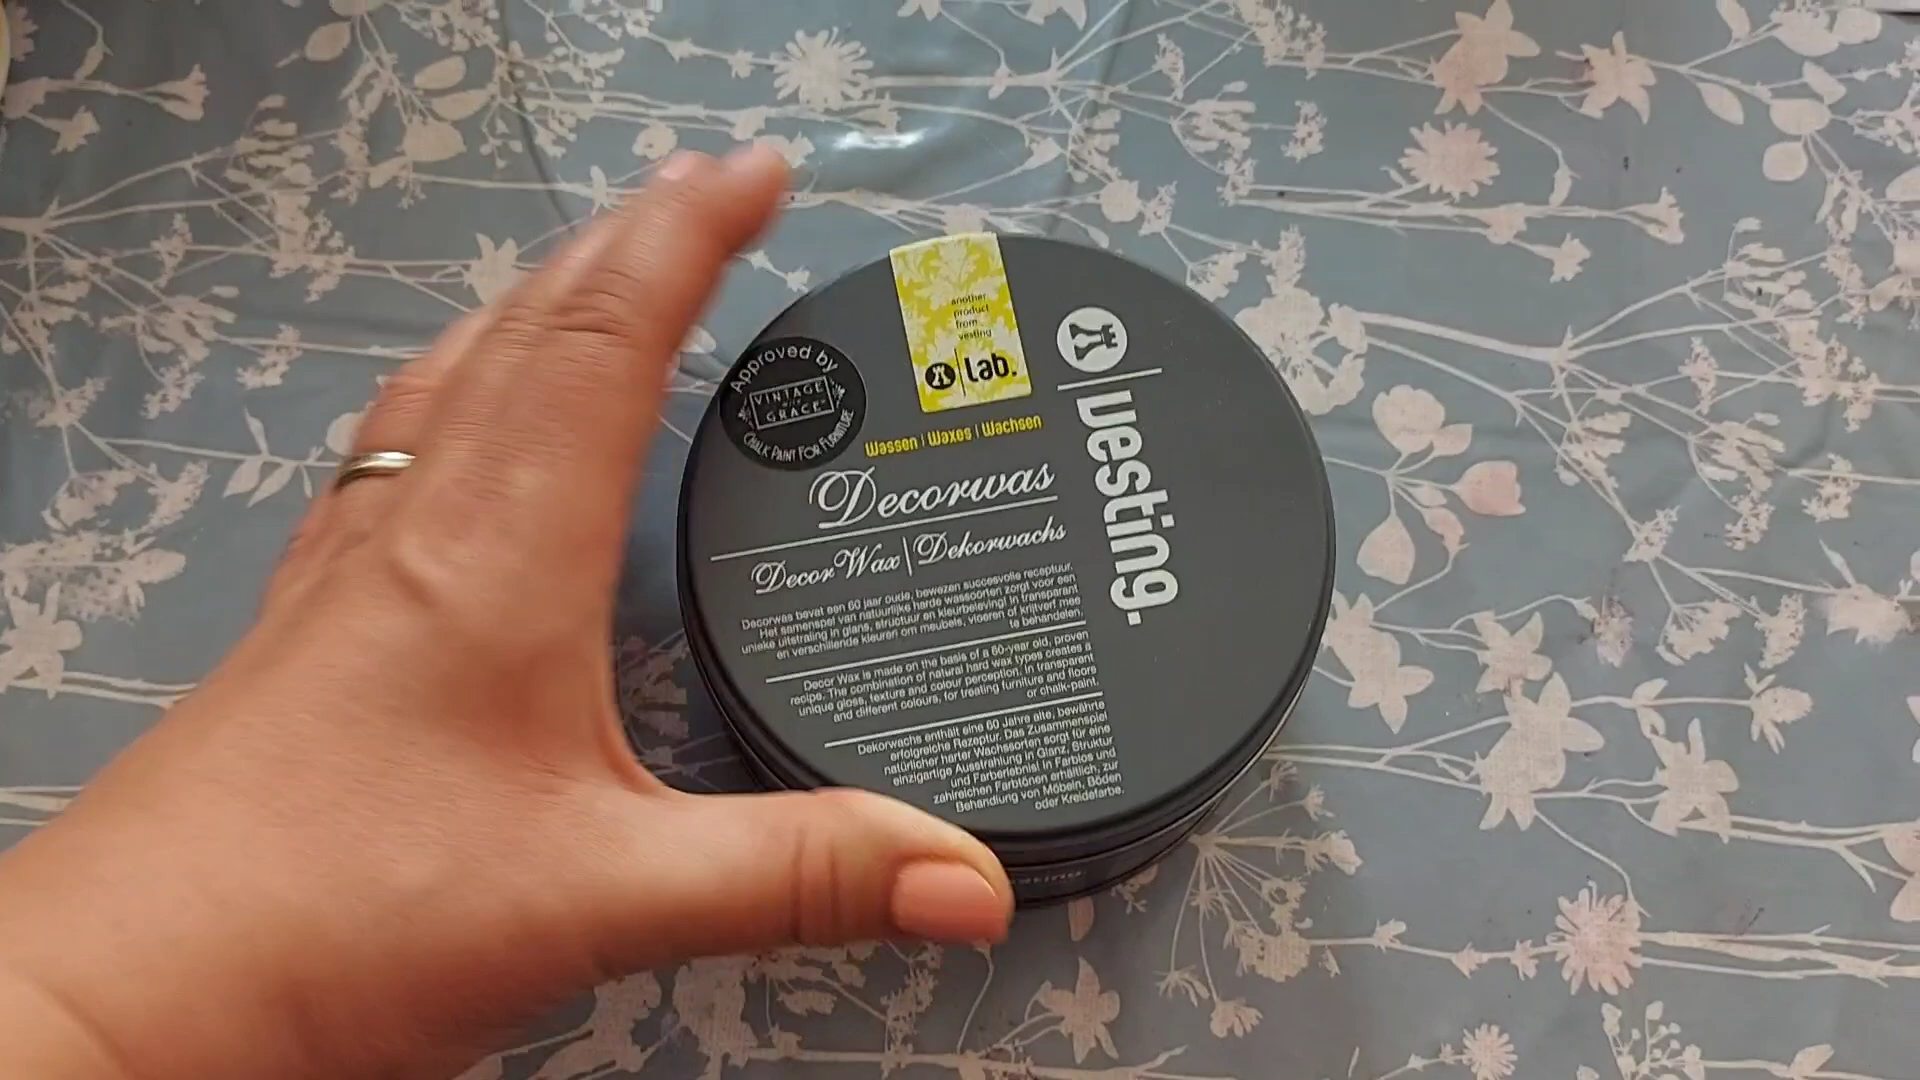 another
product
from
vesting
lab.
Approved by
VINTAGE
with
GRACE
CHALK PAINT FOR FURNITURE
Wassen | Waxes | Wachsen
Decorwas
Decor Wax | Dekorwachs
Decorwas bevat een 60 jaar oude, bewezen succesvolle receptuur.
Het samenspel van natuurlijke harde wassoorten zorgt voor een
unieke uitstraling in glans, structuur en kleurbeleving! In transparant
en verschillende kleuren om meubels, vloeren of krijtverf mee
te behandelen.
Decor Wax is made on the basis of a 60-year old, proven
recipe. The combination of natural hard wax types creates a
unique gloss, texture and colour perception. In transparent
and different colours, for treating furniture and floors
or chalk-paint.
Dekorwachs enthält eine 60 Jahre alte, bewährte
erfolgreiche Rezeptur. Das Zusammenspiel
natürlicher harter Wachssorten sorgt für eine
einzigartige Ausstrahlung in Glanz, Struktur
und Farberlebnis! In Farblos und
zahlreichen Farbtönen erhältlich, zur
Behandlung von Möbeln, Böden
oder Kreidefarbe.
vesting.